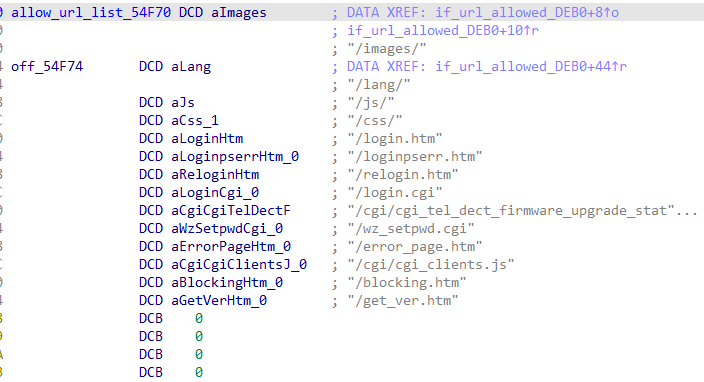 0 allow_url_list_54F70 DCD aImages ; DATA XREF: if_url_allowed_DEB0+8↑o
0 ; if_url_allowed_DEB0+10↑r
0 ; "/images/"
4 off_54F74 DCD aLang ; DATA XREF: if_url_allowed_DEB0+44↑r
4 ; "/lang/"
8 DCD aJs ; "/js/"
C DCD aCss_1 ; "/css/"
0 DCD aLoginHtm ; "/login.htm"
4 DCD aLoginpserrHtm_0 ; "/loginpserr.htm"
8 DCD aReloginHtm ; "/relogin.htm"
C DCD aLoginCgi_0 ; "/login.cgi"
0 DCD aCgiCgiTelDectF ; "/cgi/cgi_tel_dect_firmware_upgrade_stat"...
4 DCD aWzSetpwdCgi_0 ; "/wz_setpwd.cgi"
8 DCD aErrorPageHtm_0 ; "/error_page.htm"
C DCD aCgiCgiClientsJ_0 ; "/cgi/cgi_clients.js"
0 DCD aBlockingHtm_0 ; "/blocking.htm"
4 DCD aGetVerHtm_0 ; "/get_ver.htm"
8 DCB 0
9 DCB 0
A DCB 0
B DCB 0